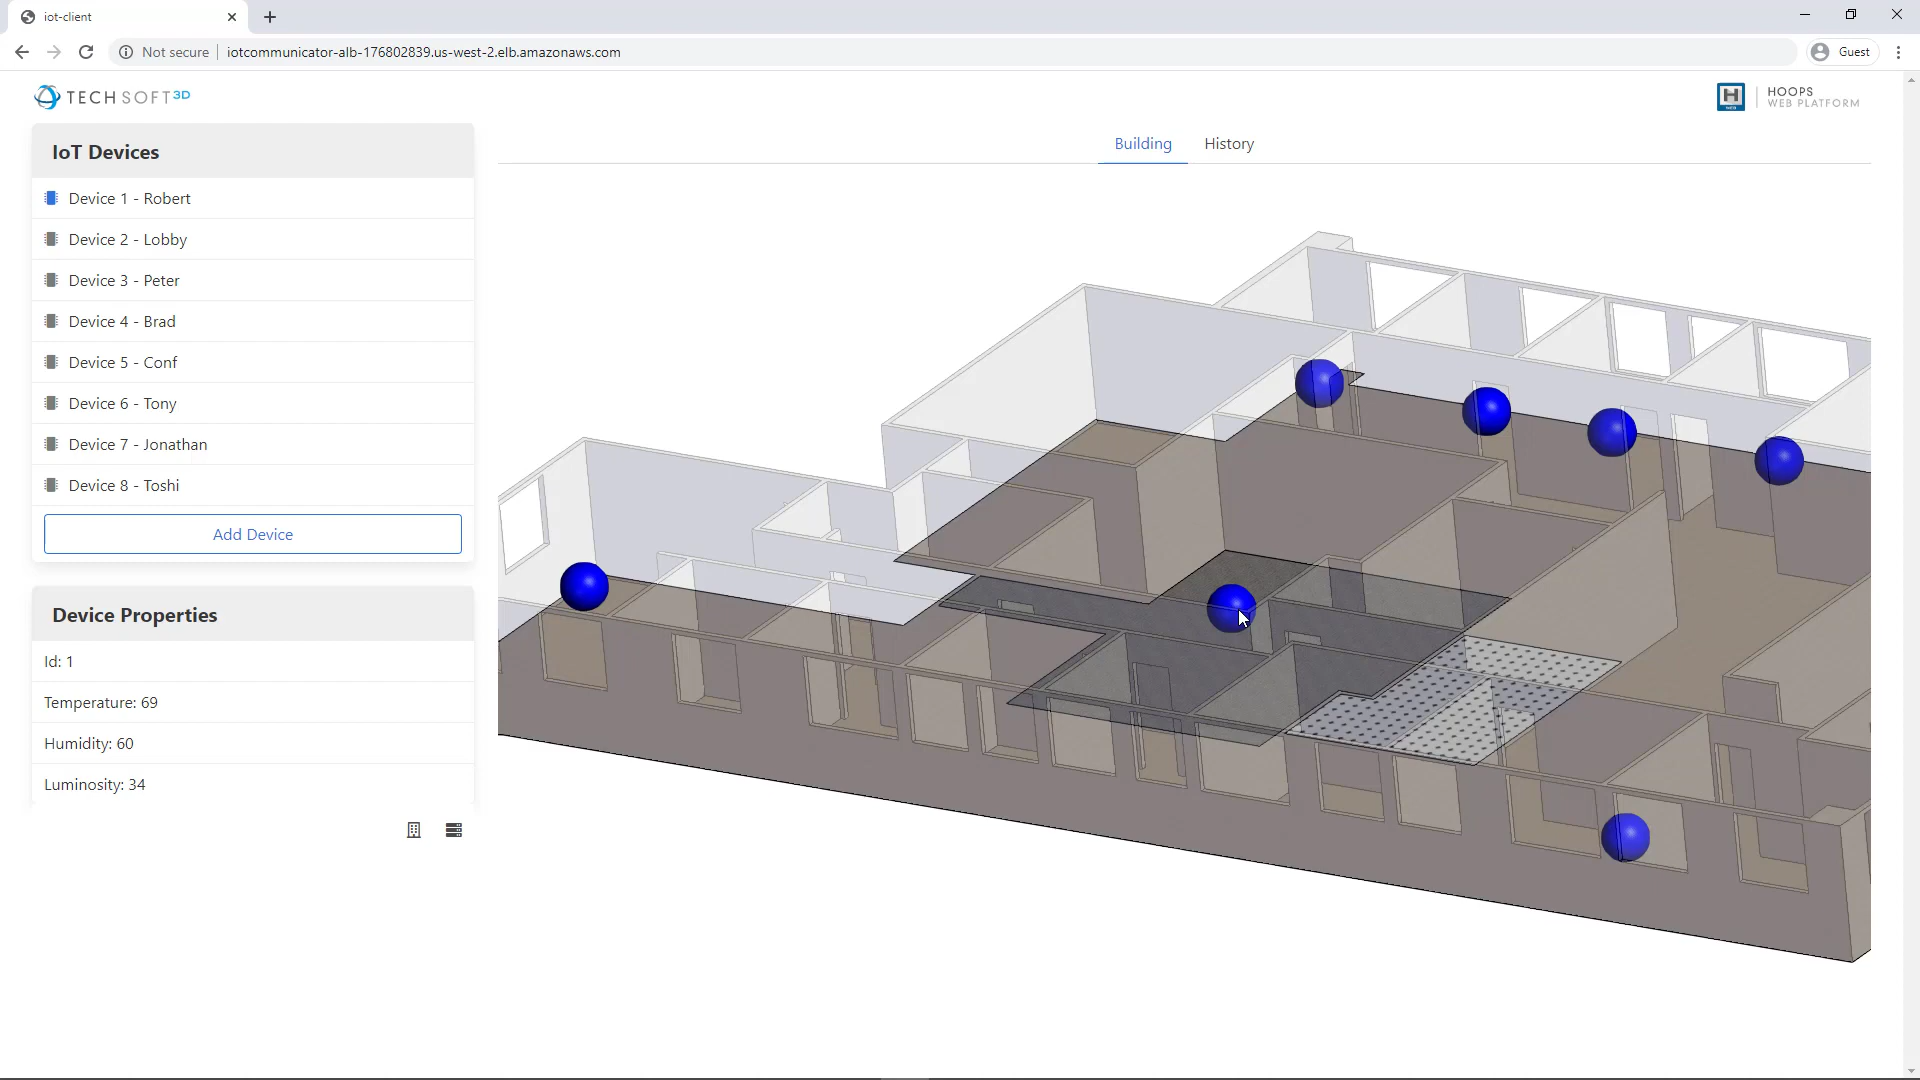 iot-client
Not secure
iotcommunicator-alb-176802839.us-west-2.elb.amazonaws.com
Guest
TECH SOFT 3D
H
WEB
HOOPS
WEB PLATFORM
IoT Devices
Device 1 - Robert
Device 2 - Lobby
Device 3 - Peter
Device 4 - Brad
Device 5 - Conf
Device 6 - Tony
Device 7 - Jonathan
Device 8 - Toshi
Add Device
Device Properties
Id: 1
Temperature: 69
Humidity: 60
Luminosity: 34
Building
History